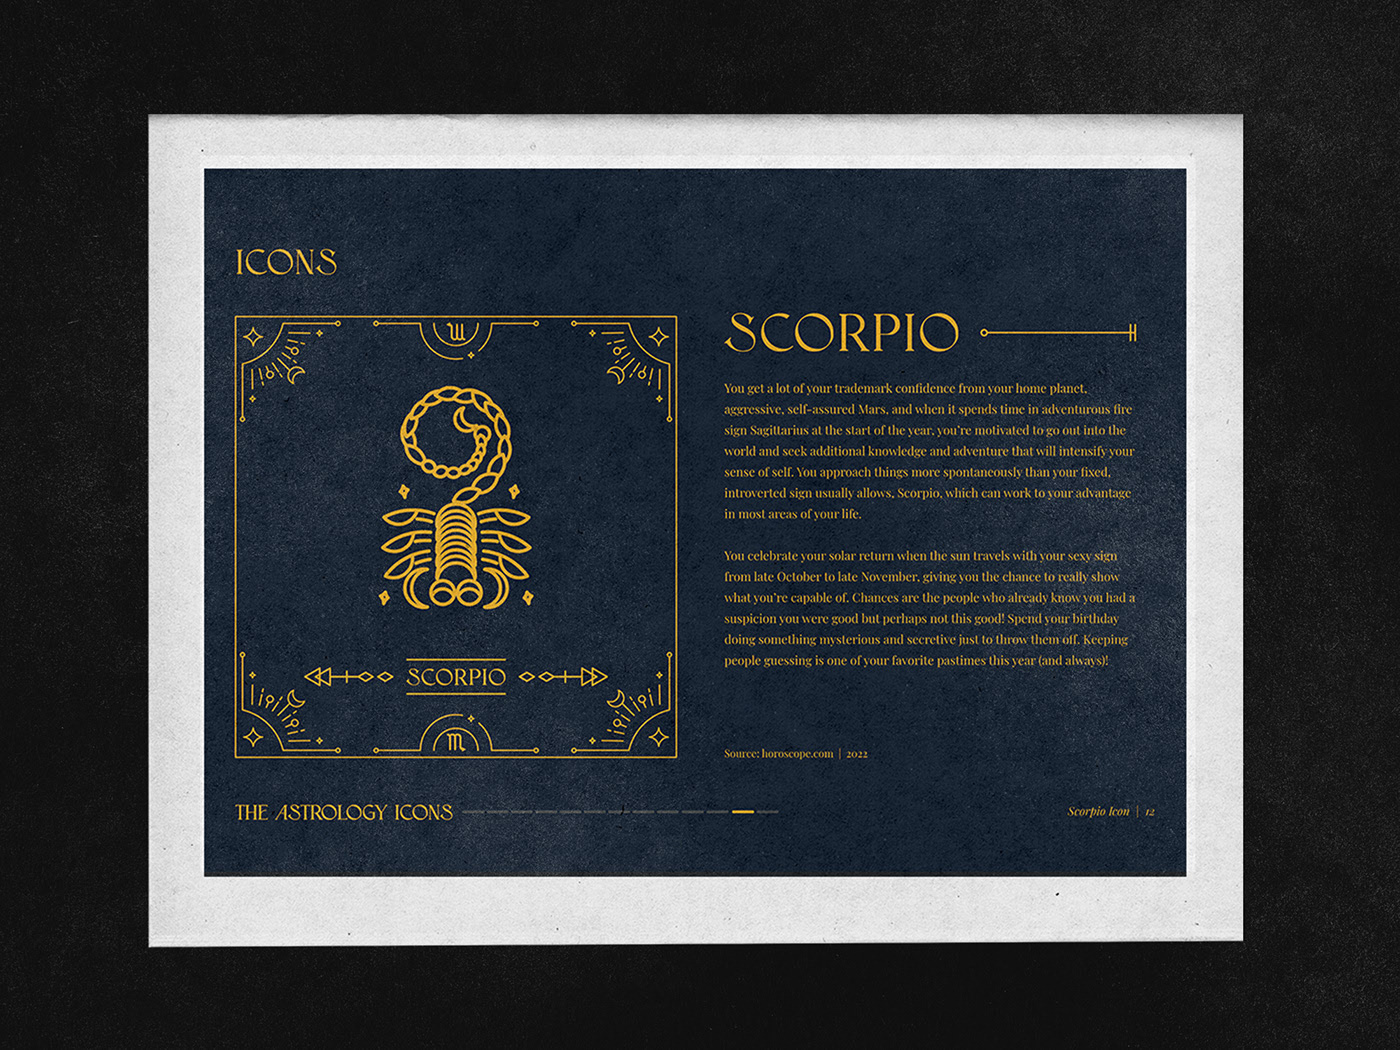 ICONS
SCORPIO
SCORPIO
You get a lot of your trademark confidence from your home planet,
aggressive, self-assured Mars, and when it spends time in adventurous fire
sign Sagittarius at the start of the year, you're motivated to go out into the
world and seek additional knowledge and adventure that will intensify your
sense of self. You approach things more spontaneously than your fixed,
introverted sign usually allows, Scorpio, which can work to your advantage
in most areas of your life.
You celebrate your solar return when the sun travels with your sexy sign
from late October to late November, giving you the chance to really show
what you're capable of. Chances are the people who already know you had a
suspicion you were good but perhaps not this good! Spend your birthday
doing something mysterious and secretive just to throw them off. Keeping
people guessing is one of your favorite pastimes this year (and always)!
Source: horoscope.com | 2022
THE ASTROLOGY ICONS
Scorpio Icon | 12